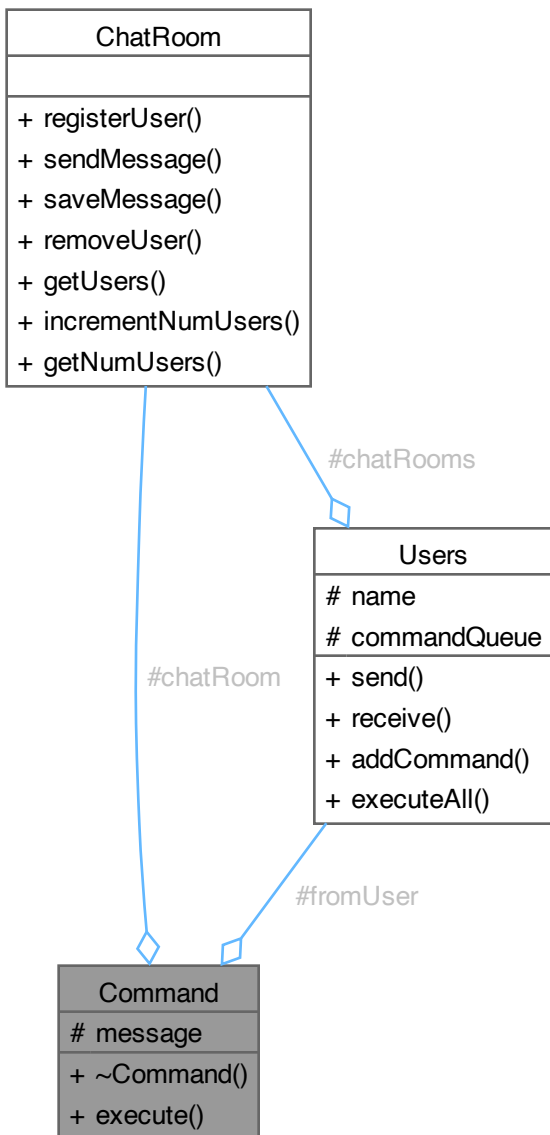 ChatRoom
+ registerUser()
+ sendMessage()
+ saveMessage()
+ removeUser()
+ getUsers()
+ incrementNumUsers()
+ getNumUsers()
#chatRooms
Users
# name
# commandQueue
+ send()
+ receive()
+ addCommand()
+ executeAll()
#chatRoom
#fromUser
Command
# message
+ ~Command()
+ execute()